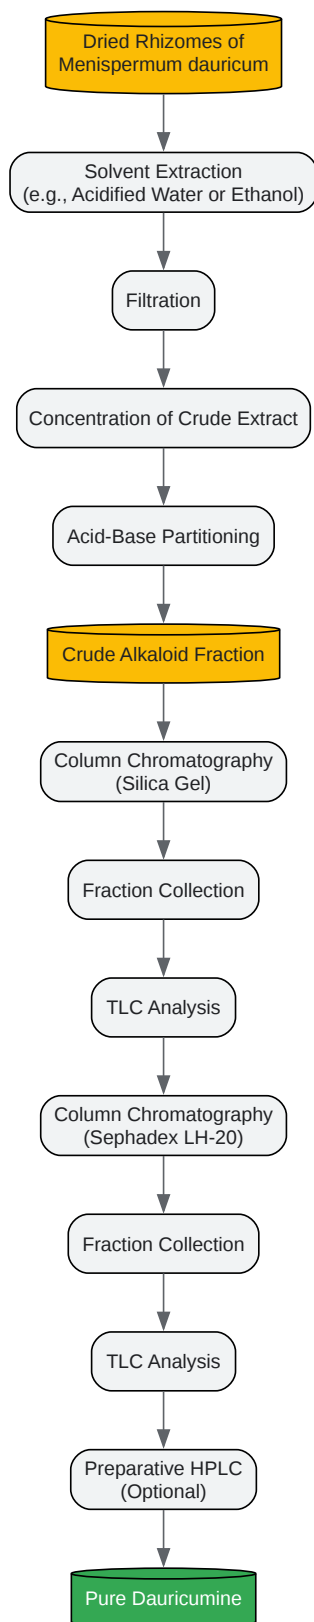 Dried Rhizomes of
Menispermum dauricum
Solvent Extraction
(e.g., Acidified Water or Ethanol)
Filtration
Concentration of Crude Extract
Acid-Base Partitioning
Crude Alkaloid Fraction
Column Chromatography
(Silica Gel)
Fraction Collection
TLC Analysis
Column Chromatography
(Sephadex LH-20)
Fraction Collection
TLC Analysis
Preparative HPLC
(Optional)
Pure Dauricumine